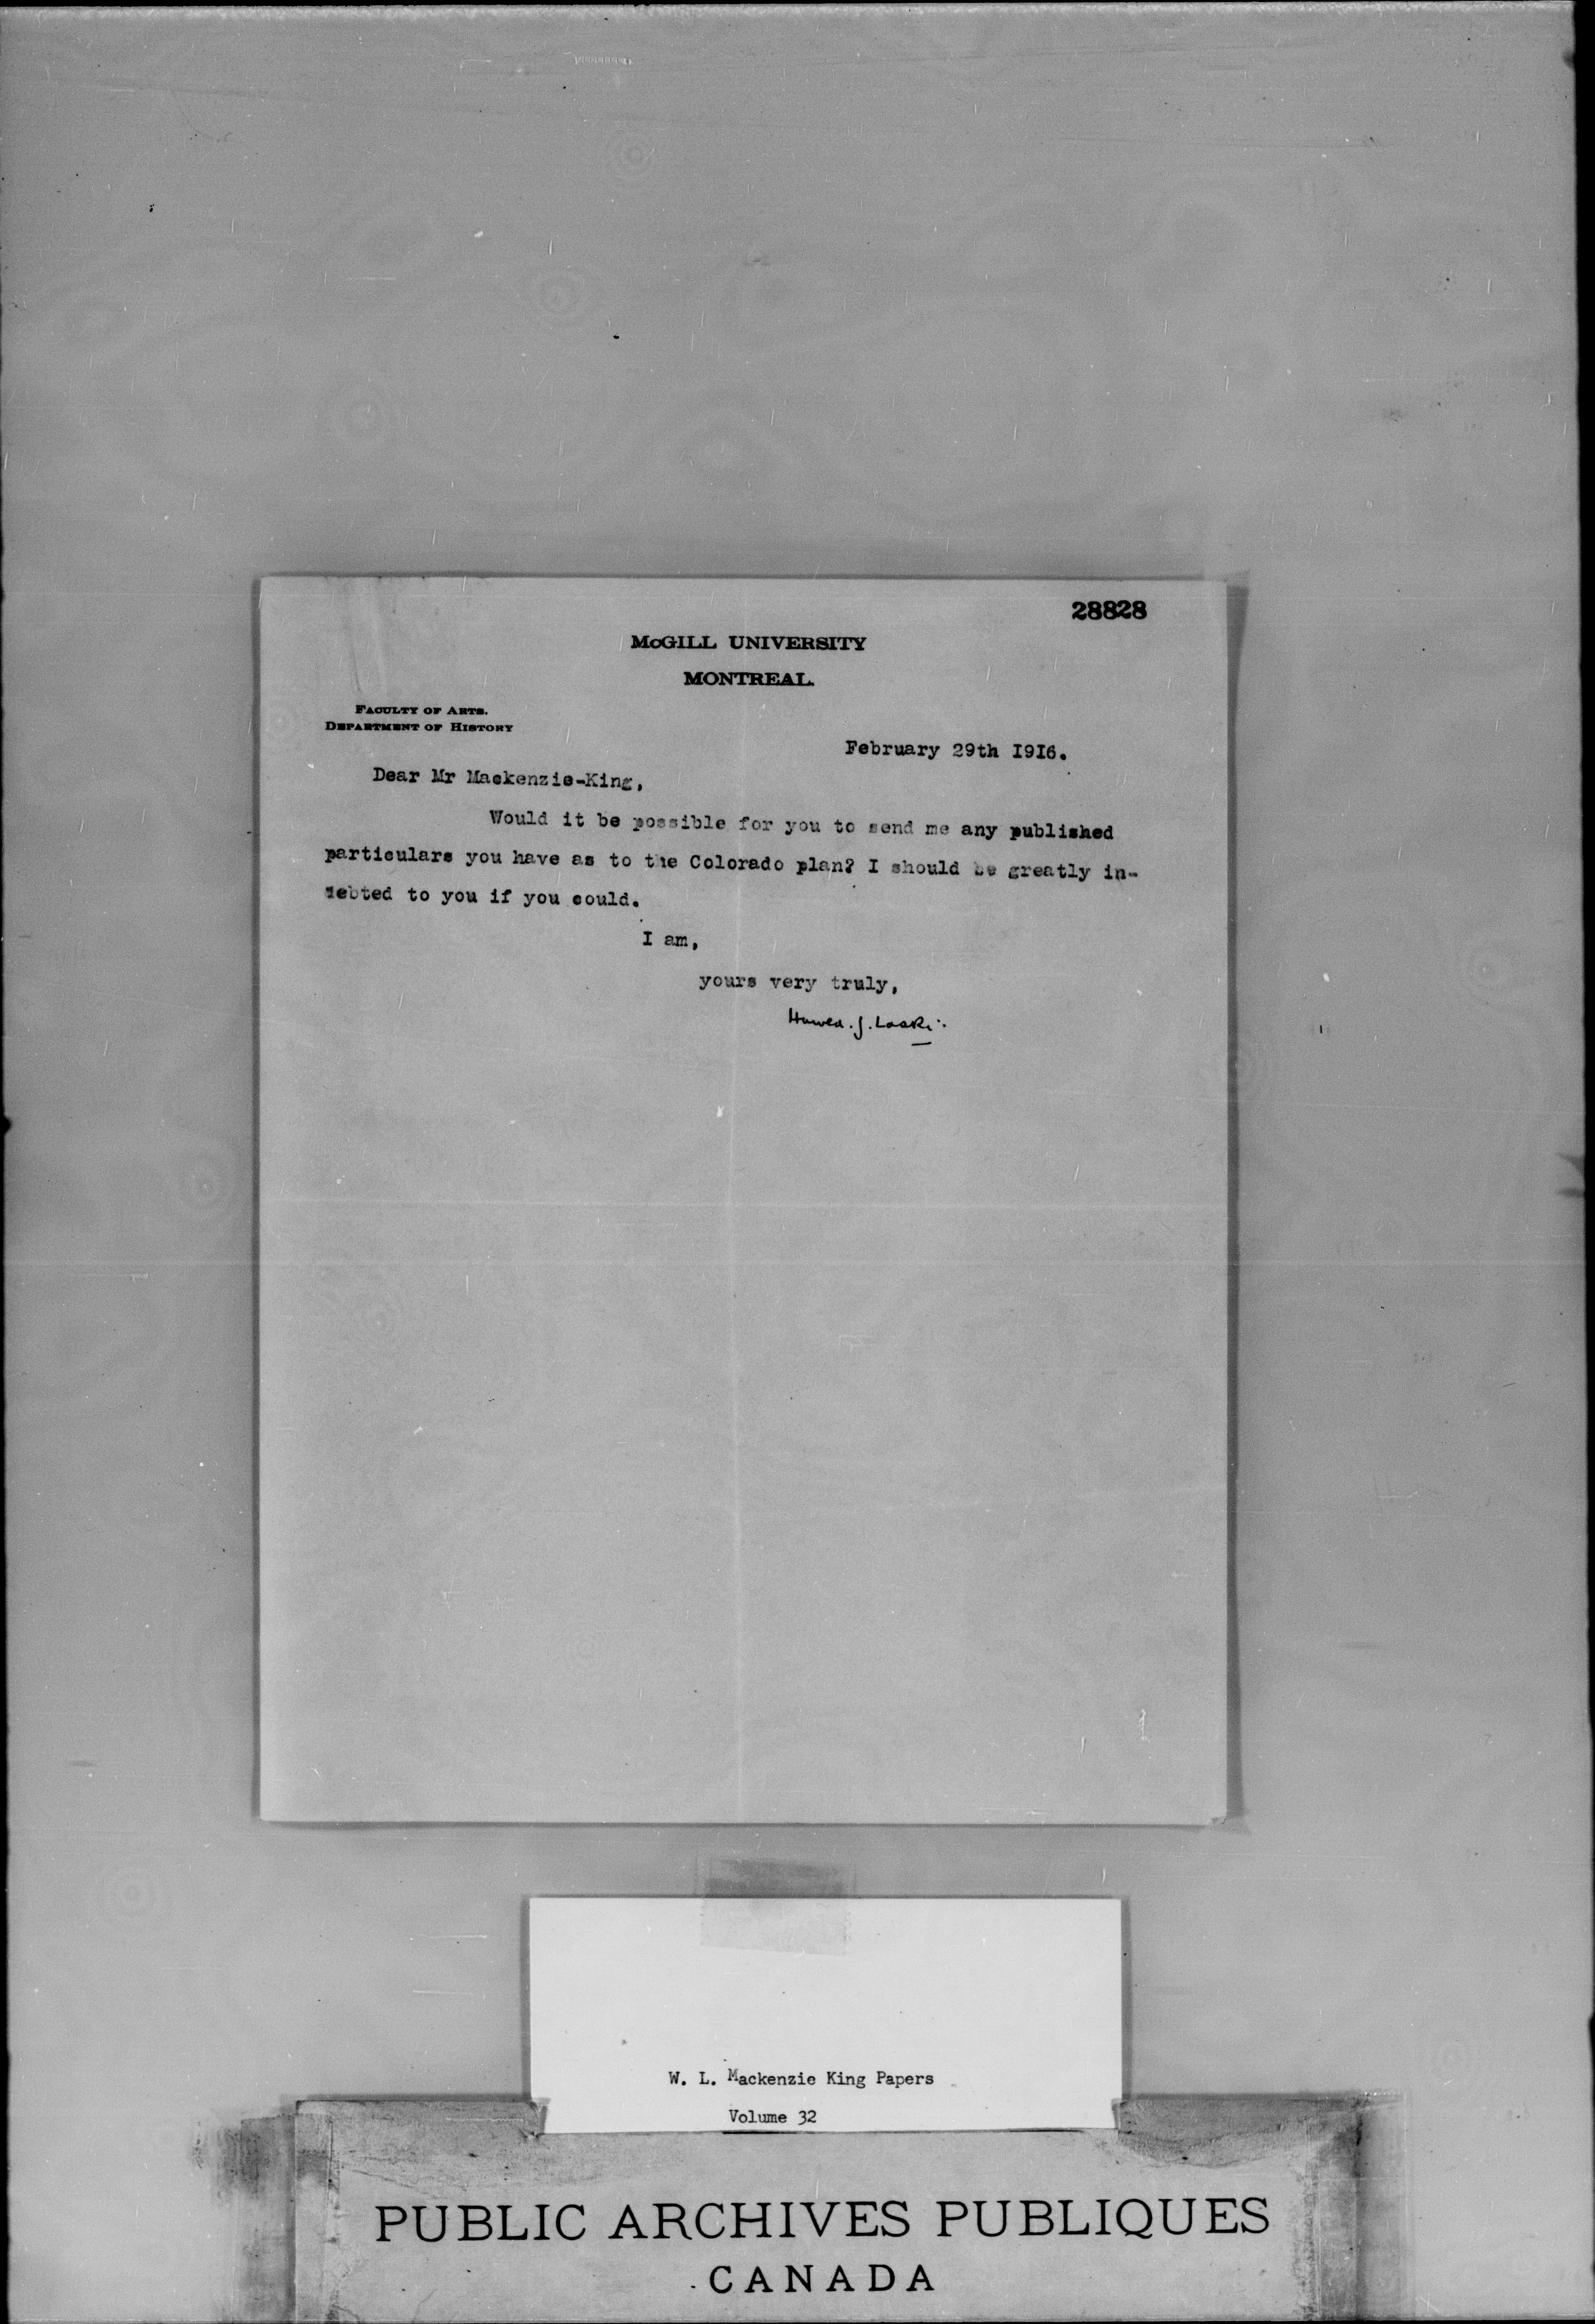 28828
McGILL UNIVERSITY
MONTREAL.
FACULTY OF ARTS.
DEPARTMENT OF HISTORY
February 29th I9I6.
Dear Mr Mackenzie-King,
Would it be possible for you to send me any published
particulars you have as to the Colorado plan? I should be greatly in-
debted to you if you could.
I am,
yours very truly,
Harold. J. Laski.
W. L. Mackenzie King Papers
Volume 32
PUBLIC ARCHIVES PUBLIQUES
CANADA